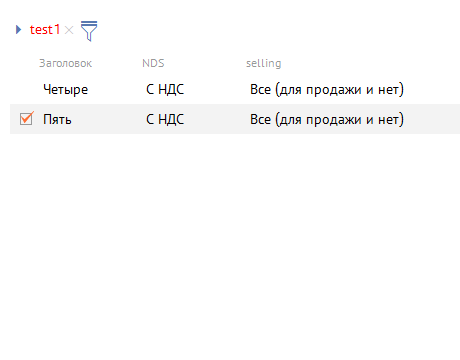 test1
Заголовок NDS selling
Четыре С НДС Все (для продажи и нет)
Пять С НДС Все (для продажи и нет)